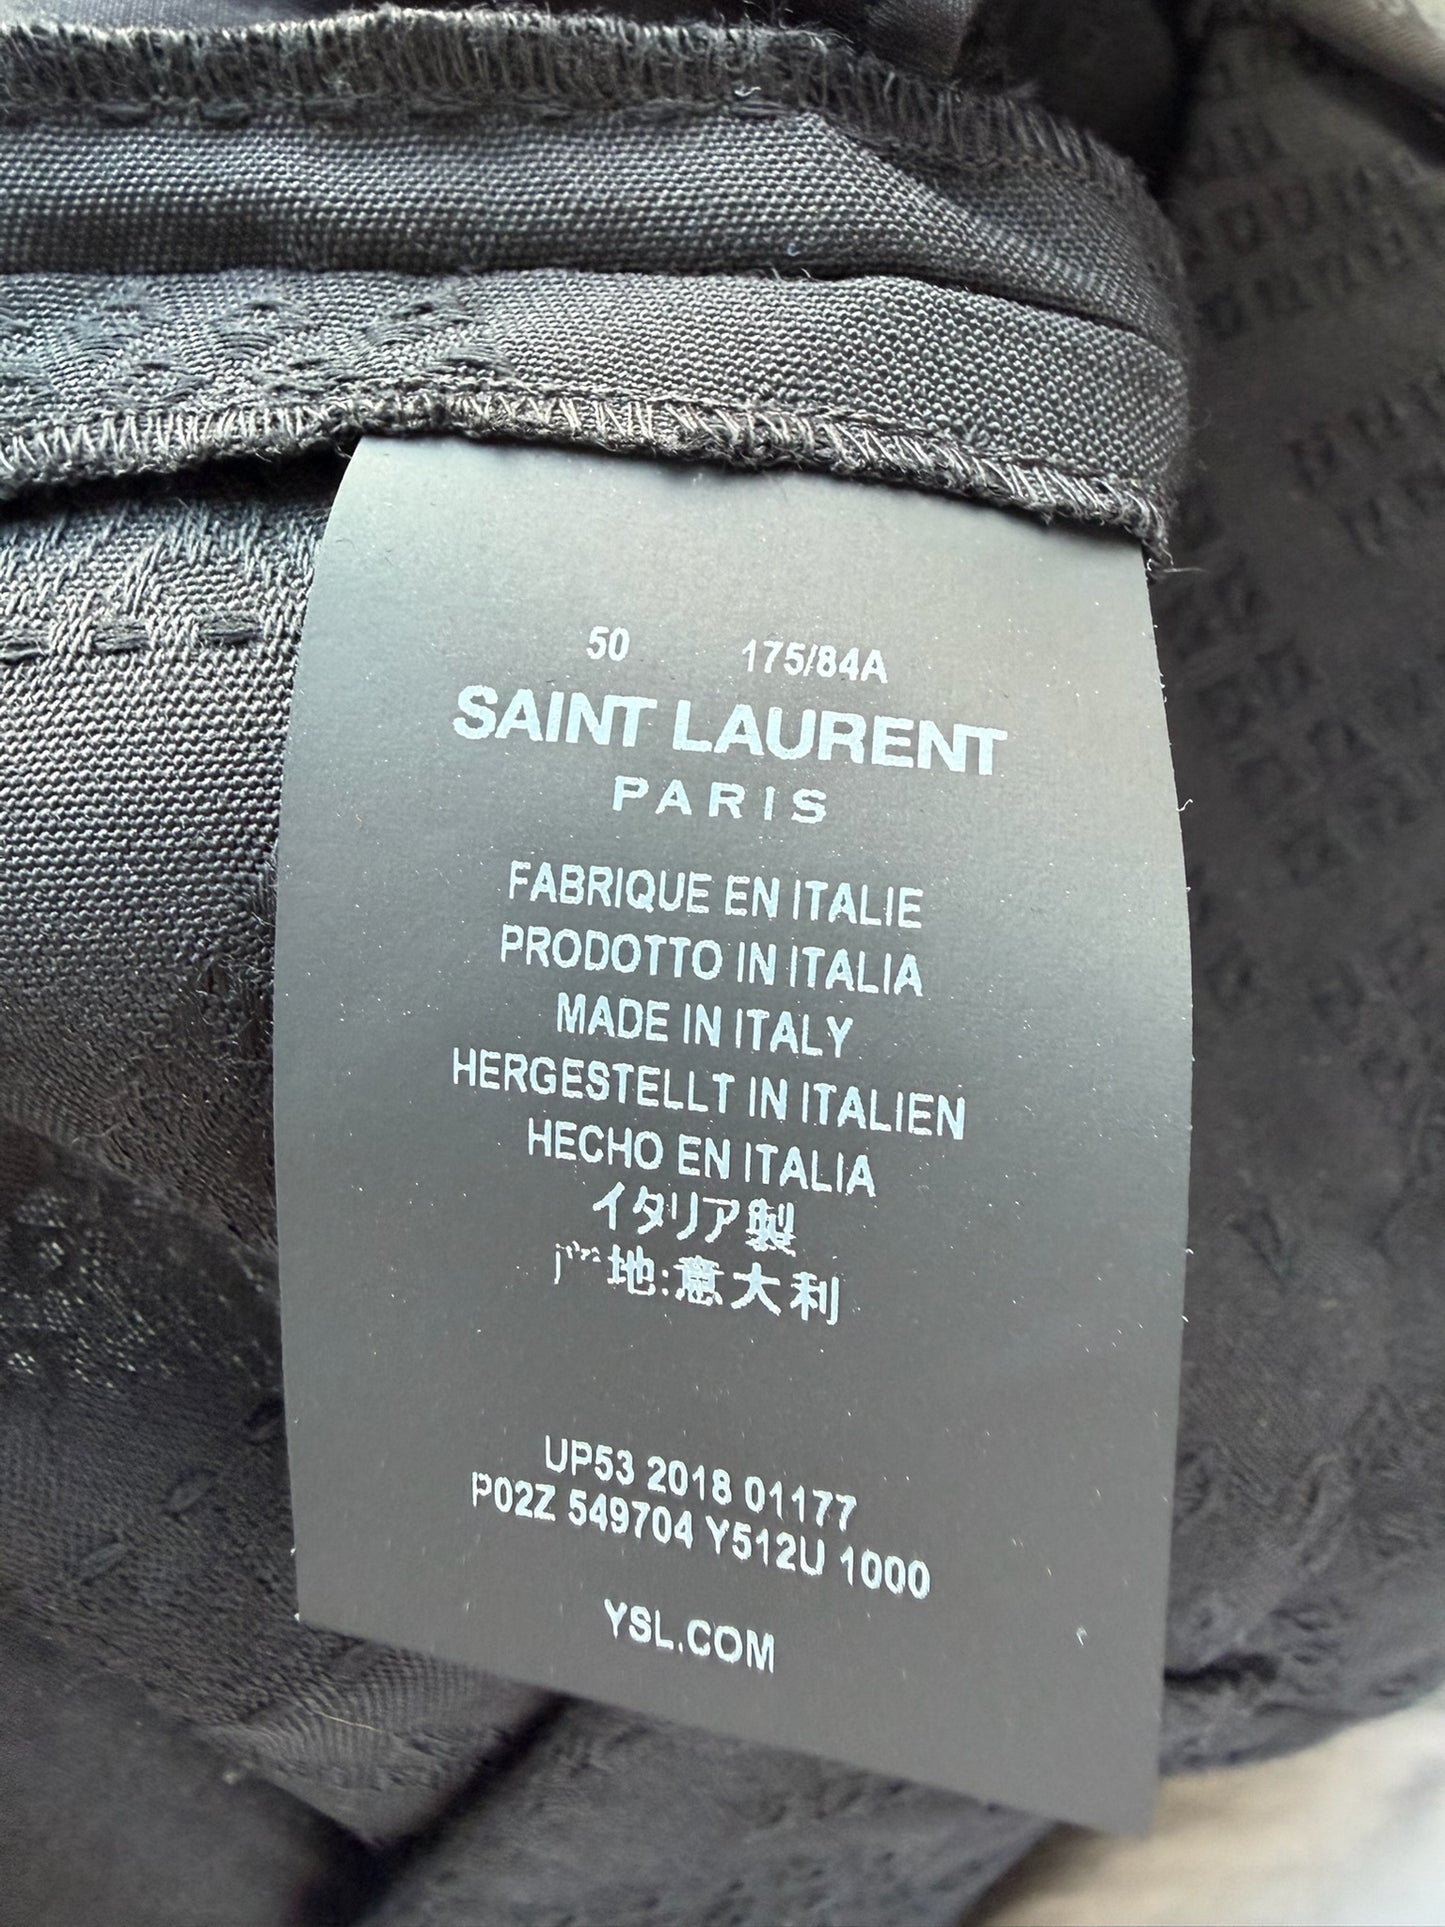 50 175/84A
SAINT LAURENT
PARIS
FABRIQUE EN ITALIE
PRODOTTO IN ITALIA
MADE IN ITALY
HERGESTELLT IN ITALIEN
HECHO EN ITALIA
イタリア製
地:意大利
UP53 2018 01177
P02Z 549704 Y512U 1000
YSL.COM